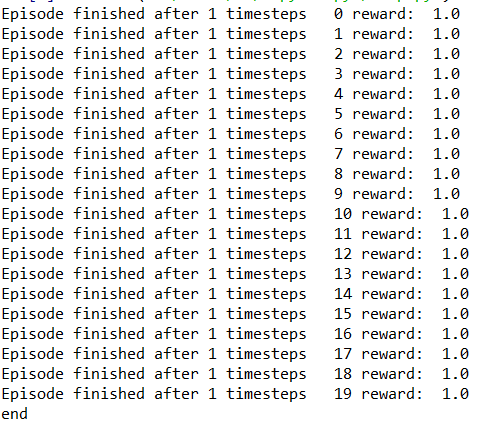 Episode finished after 1 timesteps   0 reward:  1.0
Episode finished after 1 timesteps   1 reward:  1.0
Episode finished after 1 timesteps   2 reward:  1.0
Episode finished after 1 timesteps   3 reward:  1.0
Episode finished after 1 timesteps   4 reward:  1.0
Episode finished after 1 timesteps   5 reward:  1.0
Episode finished after 1 timesteps   6 reward:  1.0
Episode finished after 1 timesteps   7 reward:  1.0
Episode finished after 1 timesteps   8 reward:  1.0
Episode finished after 1 timesteps   9 reward:  1.0
Episode finished after 1 timesteps   10 reward:  1.0
Episode finished after 1 timesteps   11 reward:  1.0
Episode finished after 1 timesteps   12 reward:  1.0
Episode finished after 1 timesteps   13 reward:  1.0
Episode finished after 1 timesteps   14 reward:  1.0
Episode finished after 1 timesteps   15 reward:  1.0
Episode finished after 1 timesteps   16 reward:  1.0
Episode finished after 1 timesteps   17 reward:  1.0
Episode finished after 1 timesteps   18 reward:  1.0
Episode finished after 1 timesteps   19 reward:  1.0
end